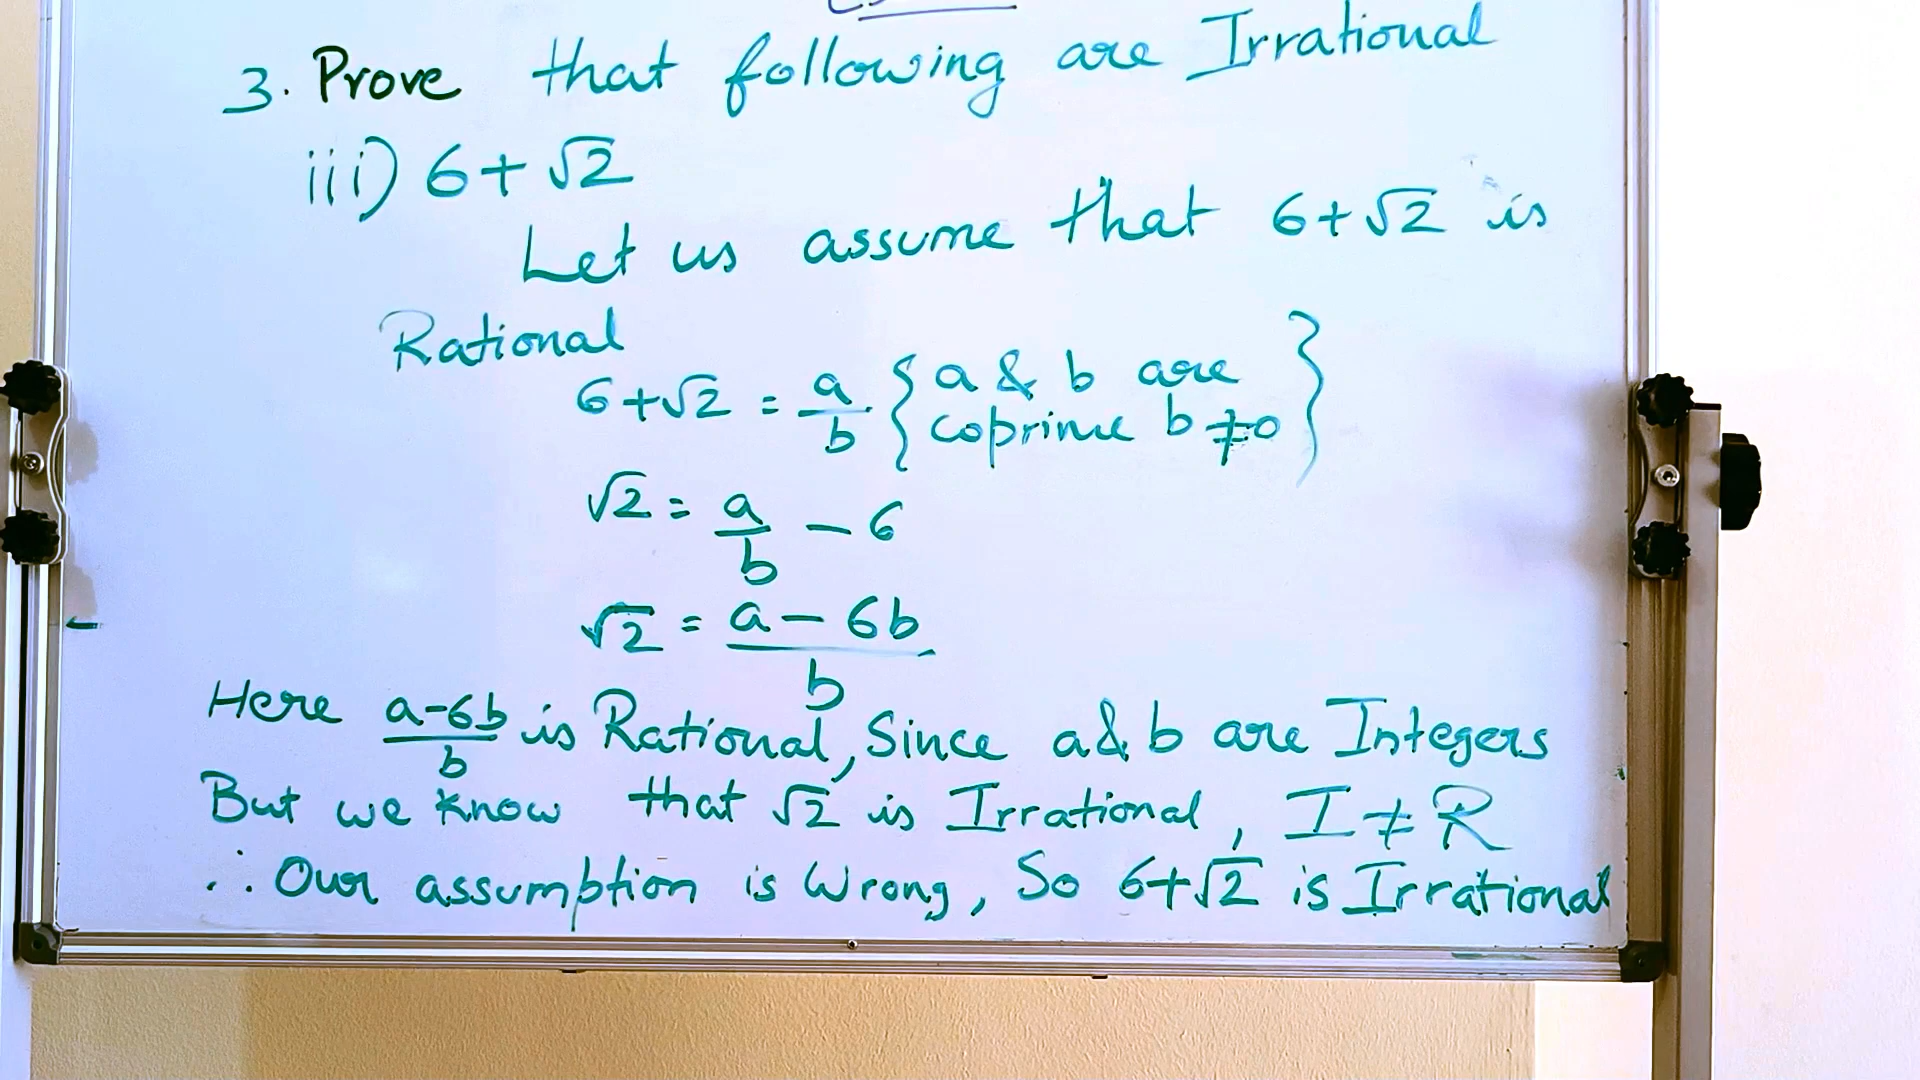 3. Prove that following are Irrational
iii) 6+√2
Let us assume that 6+√2 is
Rational
6+√2 = a/b {a & b are coprime b≠0}
√2 = a/b - 6
√2 = a-6b/b
Here a-6b/b is Rational, Since a & b are Integers
But we know that √2 is Irrational, I ≠ R
∴ Our assumption is Wrong, So 6+√2 is Irrational